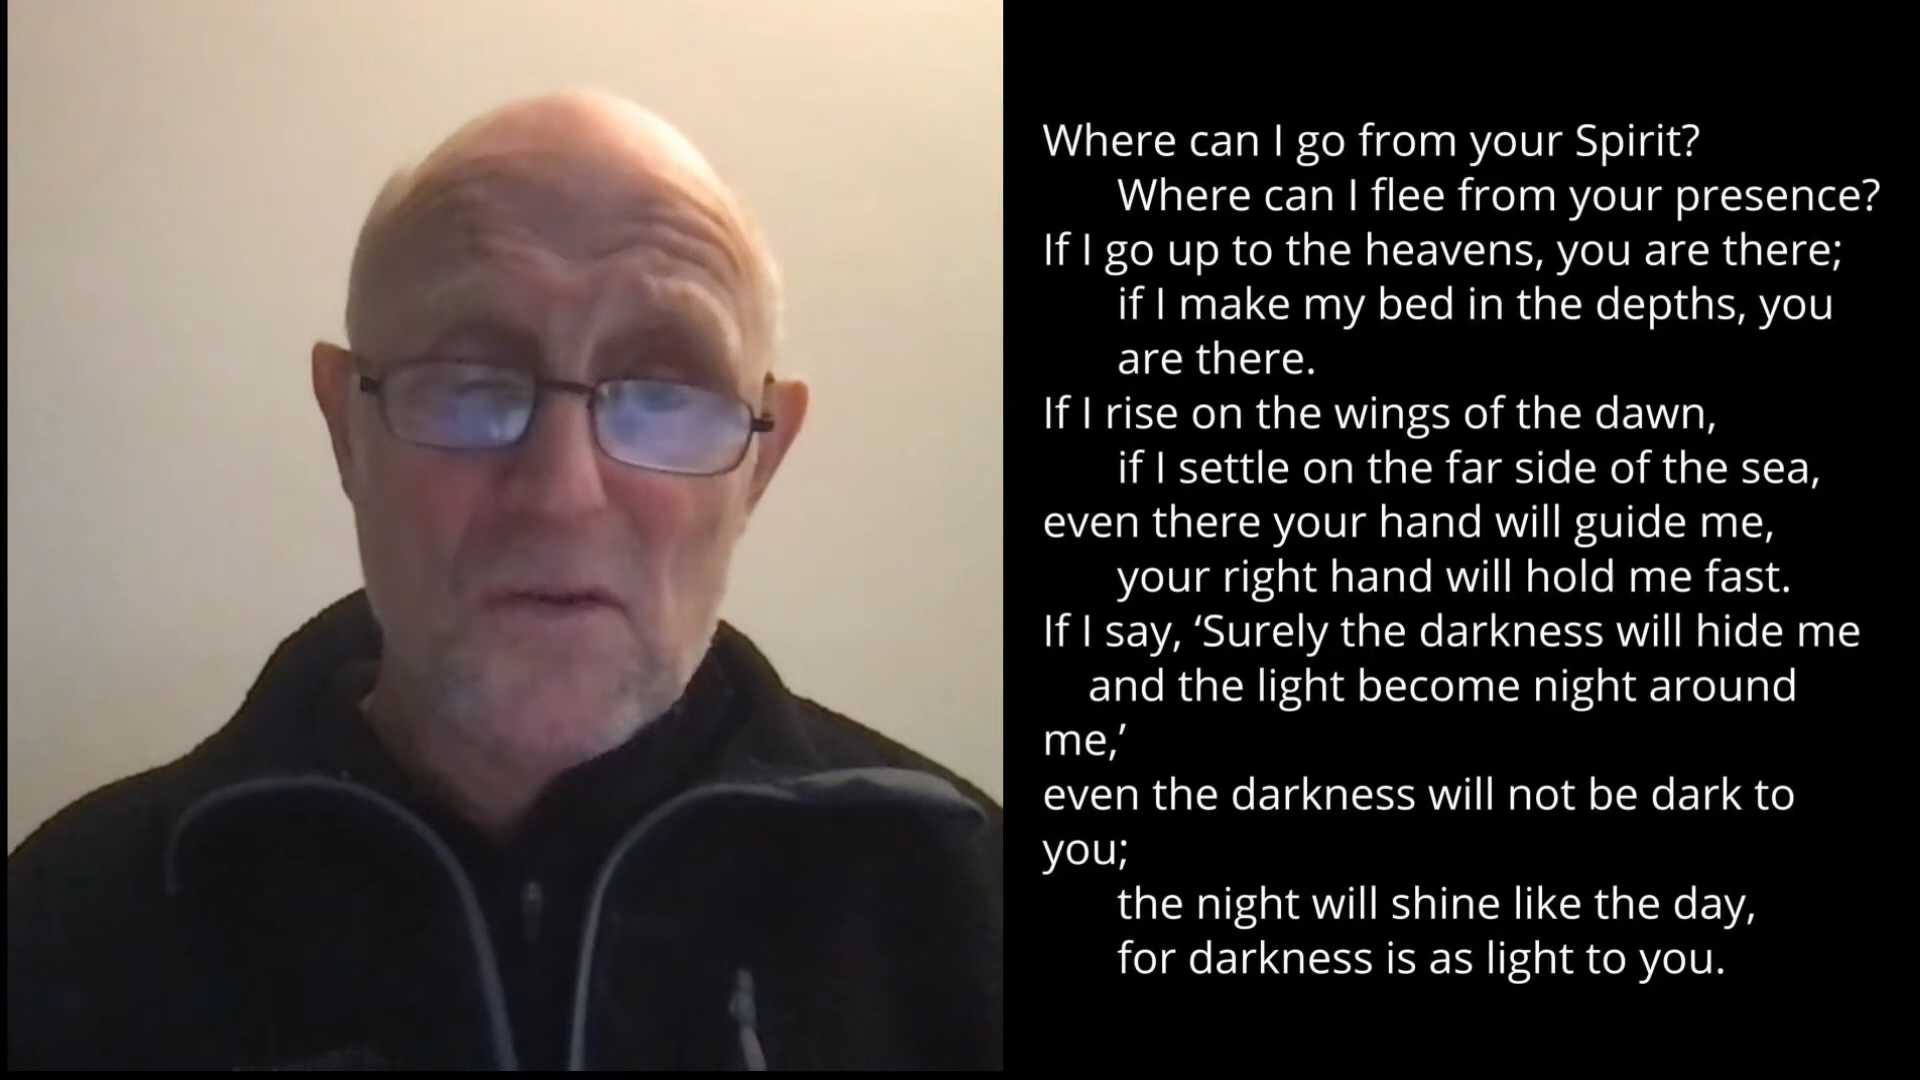 Where can I go from your Spirit?
Where can I flee from your presence?
If I go up to the heavens, you are there;
if I make my bed in the depths, you
are there.
If I rise on the wings of the dawn,
if I settle on the far side of the sea,
even there your hand will guide me,
your right hand will hold me fast.
If I say, ‘Surely the darkness will hide me
and the light become night around
me,’
even the darkness will not be dark to
you;
the night will shine like the day,
for darkness is as light to you.